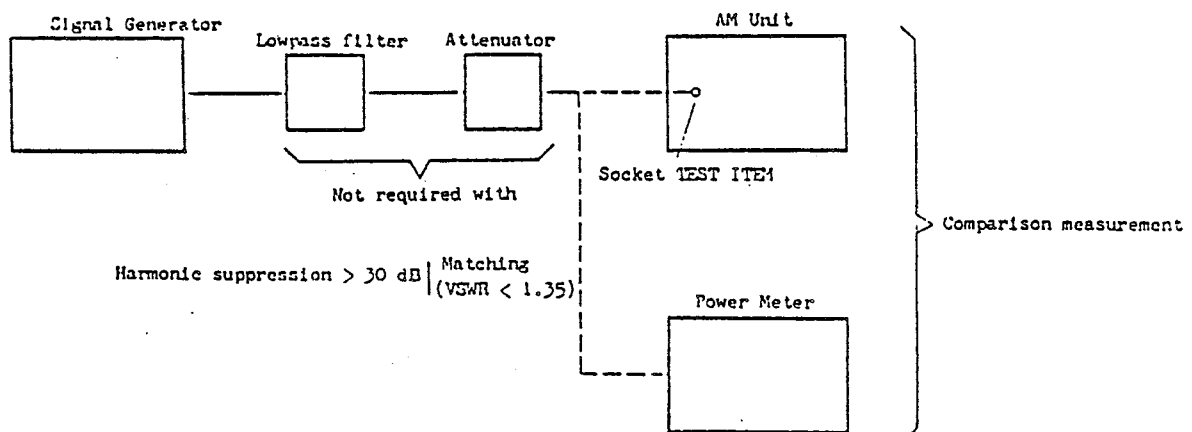 Signal Generator
Lowpass filter
Attenuator
AM Unit
Socket TEST ITEM
Not required with
Harmonic suppression > 30 dB
Matching
(VSWR < 1.35)
Power Meter
Comparison measurement